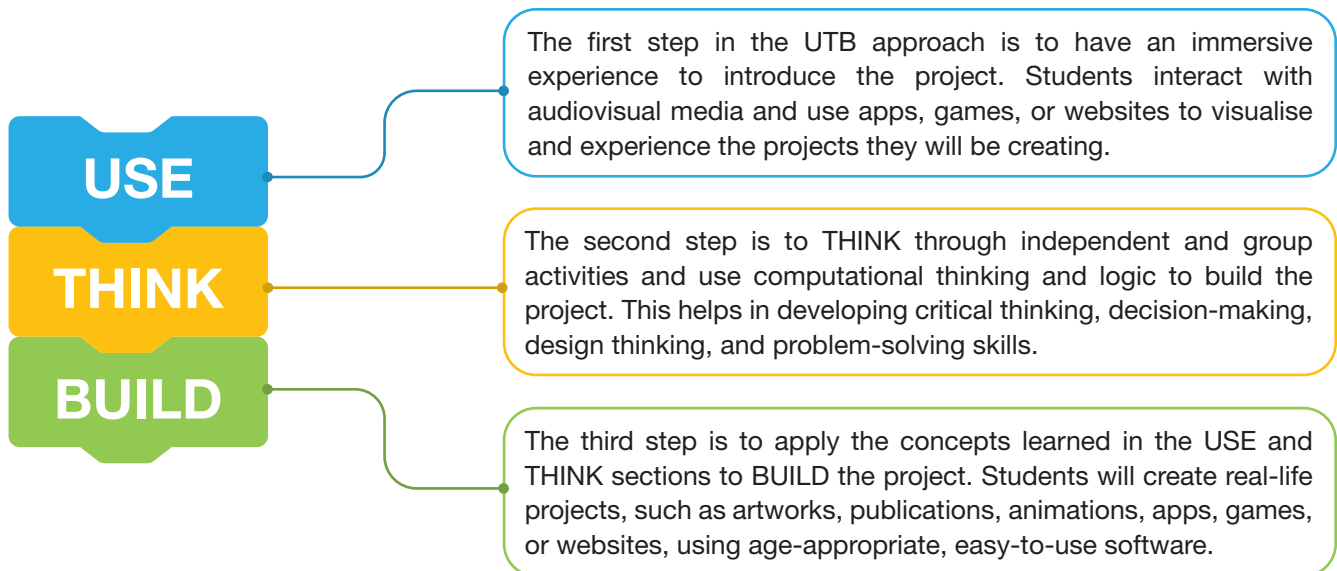 USE
The first step in the UTB approach is to have an immersive
experience to introduce the project. Students interact with
audiovisual media and use apps, games, or websites to visualise
and experience the projects they will be creating.
THINK
The second step is to THINK through independent and group
activities and use computational thinking and logic to build the
project. This helps in developing critical thinking, decision-making,
design thinking, and problem-solving skills.
BUILD
The third step is to apply the concepts learned in the USE and
THINK sections to BUILD the project. Students will create real-life
projects, such as artworks, publications, animations, apps, games,
or websites, using age-appropriate, easy-to-use software.